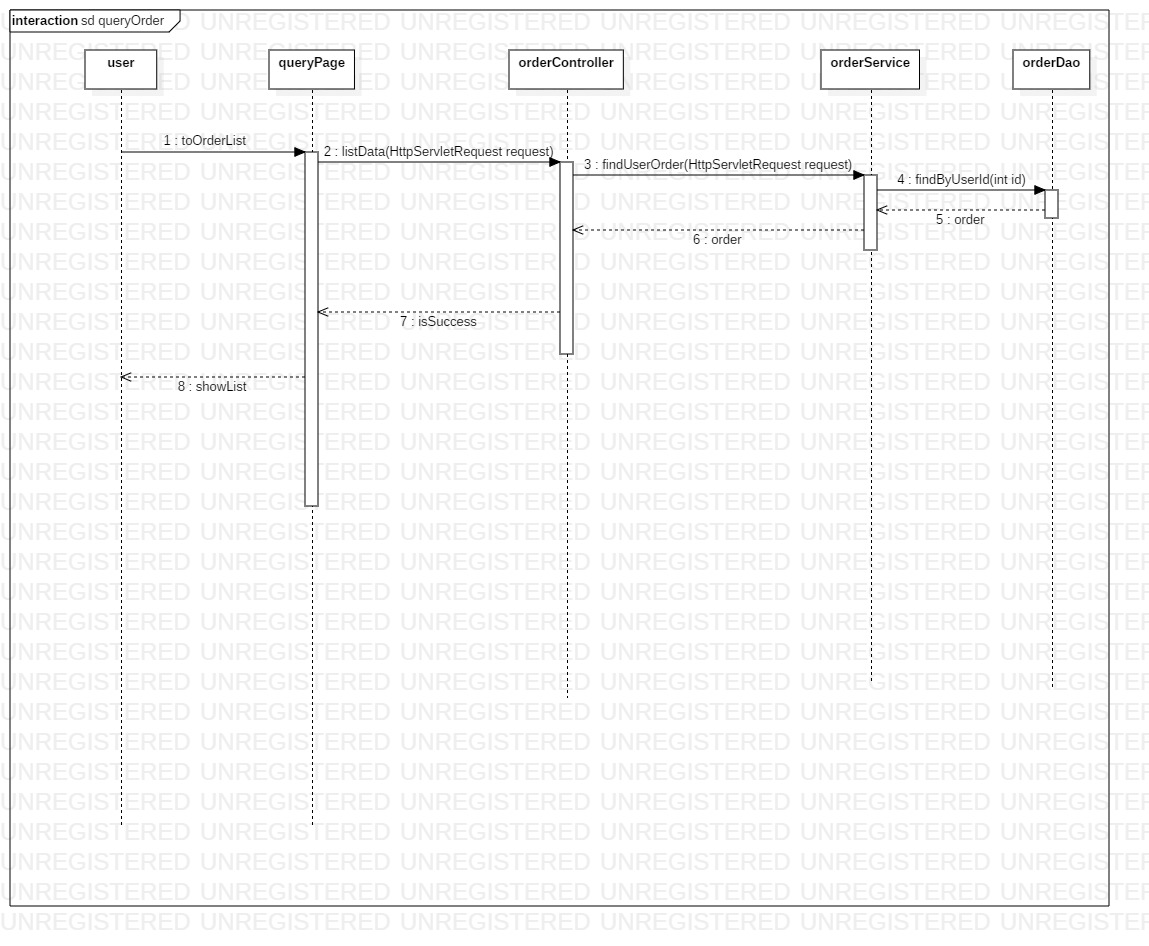 interaction sd queryOrder
user
queryPage
orderController
orderService
orderDao
1 : toOrderList
2 : listData(HttpServletRequest request)
3 : findUserOrder(HttpServletRequest request)
4 : findByUserId(int id)
5 : order
6 : order
7 : isSuccess
8 : showList
UNREGISTERED